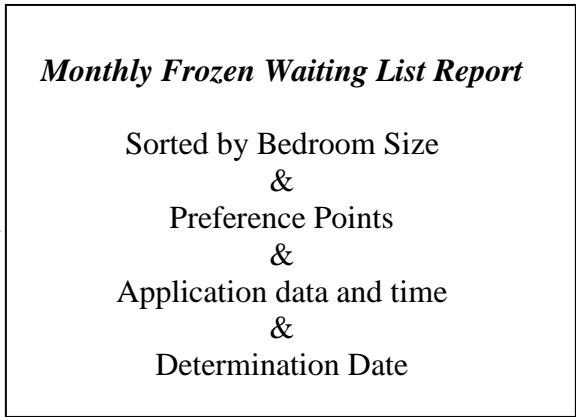 Monthly Frozen Waiting List Report
Sorted by Bedroom Size
&
Preference Points
&
Application data and time
&
Determination Date